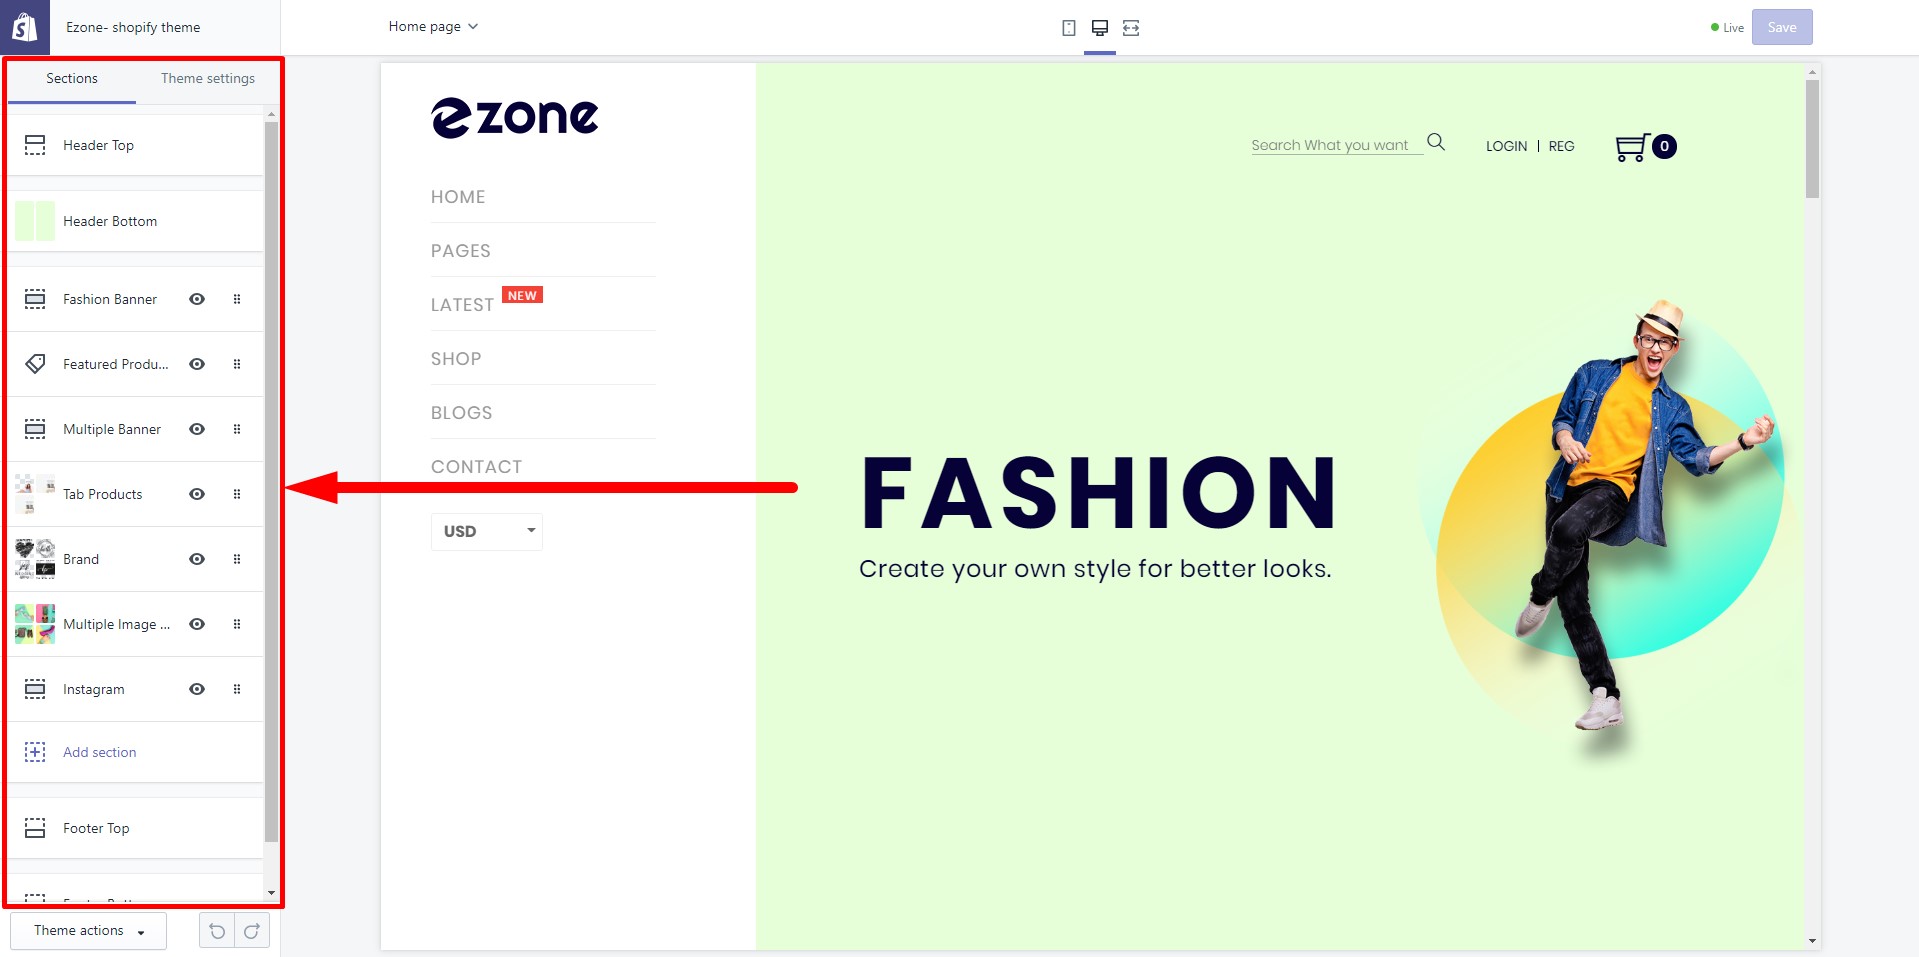 Ezone- shopify theme
Home page
Live
Save
Sections
Theme settings
Header Top
Header Bottom
Fashion Banner
Featured Produ...
Multiple Banner
Tab Products
Brand
Multiple Image ...
Instagram
Add section
Footer Top
Theme actions
ezone
HOME
PAGES
LATEST NEW
SHOP
BLOGS
CONTACT
USD
Search What you want
LOGIN | REG
0
FASHION
Create your own style for better looks.